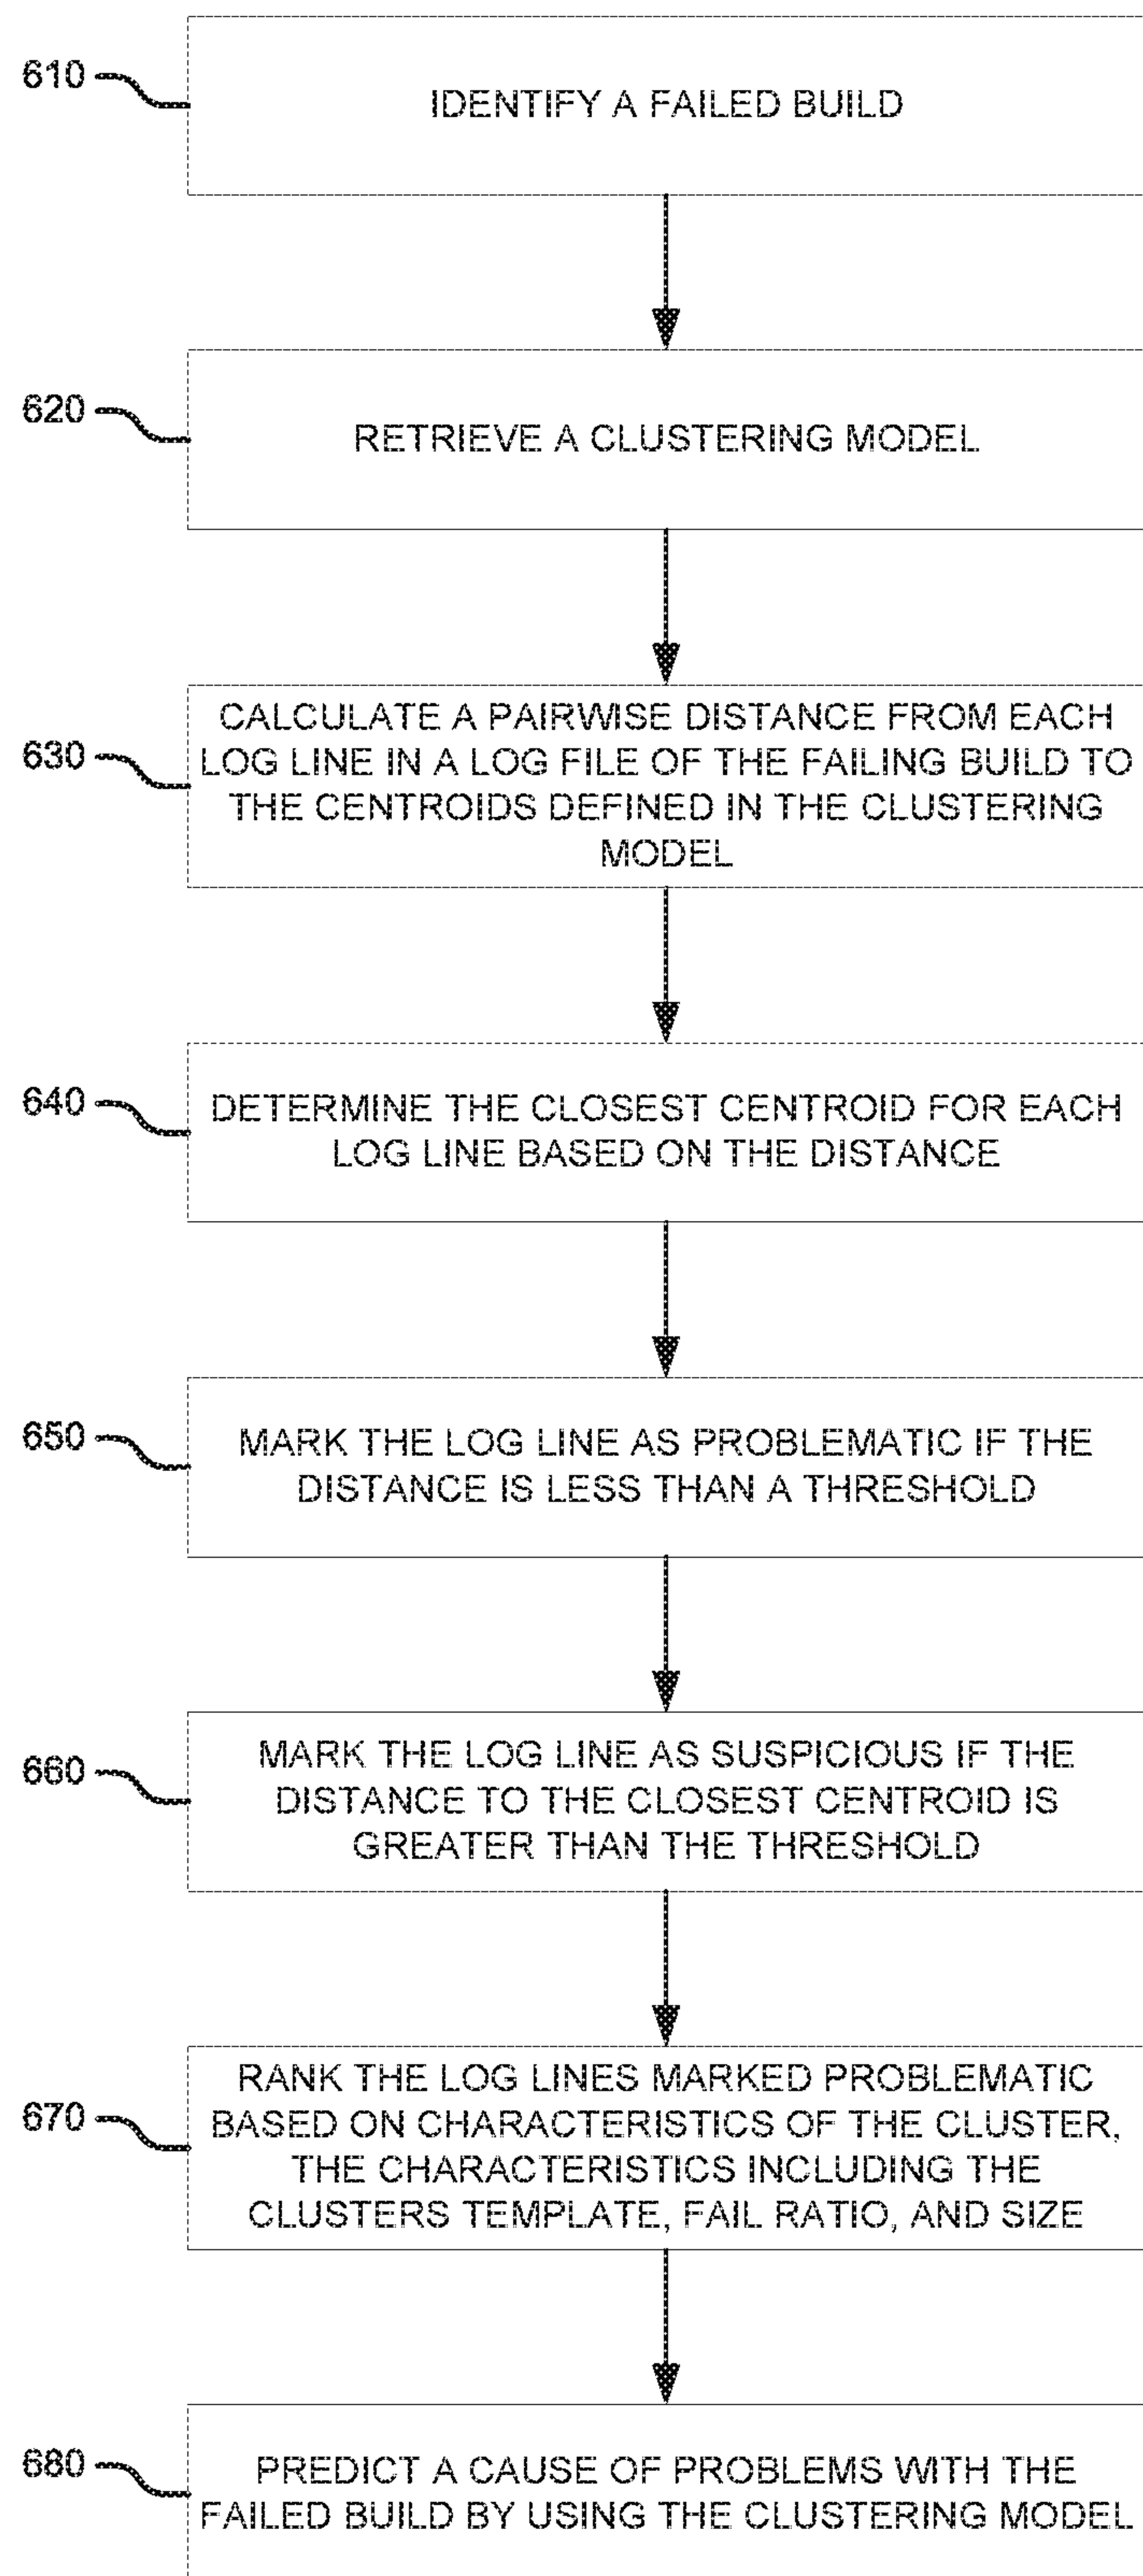 610
IDENTIFY A FAILED BUILD
620
RETRIEVE A CLUSTERING MODEL
630
CALCULATE A PAIRWISE DISTANCE FROM EACH
LOG LINE IN A LOG FILE OF THE FAILING BUILD TO
THE CENTROIDS DEFINED IN THE CLUSTERING
MODEL
640
DETERMINE THE CLOSEST CENTROID FOR EACH
LOG LINE BASED ON THE DISTANCE
650
MARK THE LOG LINE AS PROBLEMATIC IF THE
DISTANCE IS LESS THAN A THRESHOLD
660
MARK THE LOG LINE AS SUSPICIOUS IF THE
DISTANCE TO THE CLOSEST CENTROID IS
GREATER THAN THE THRESHOLD
670
RANK THE LOG LINES MARKED PROBLEMATIC
BASED ON CHARACTERISTICS OF THE CLUSTER,
THE CHARACTERISTICS INCLUDING THE
CLUSTERS TEMPLATE, FAIL RATIO, AND SIZE
680
PREDICT A CAUSE OF PROBLEMS WITH THE
FAILED BUILD BY USING THE CLUSTERING MODEL